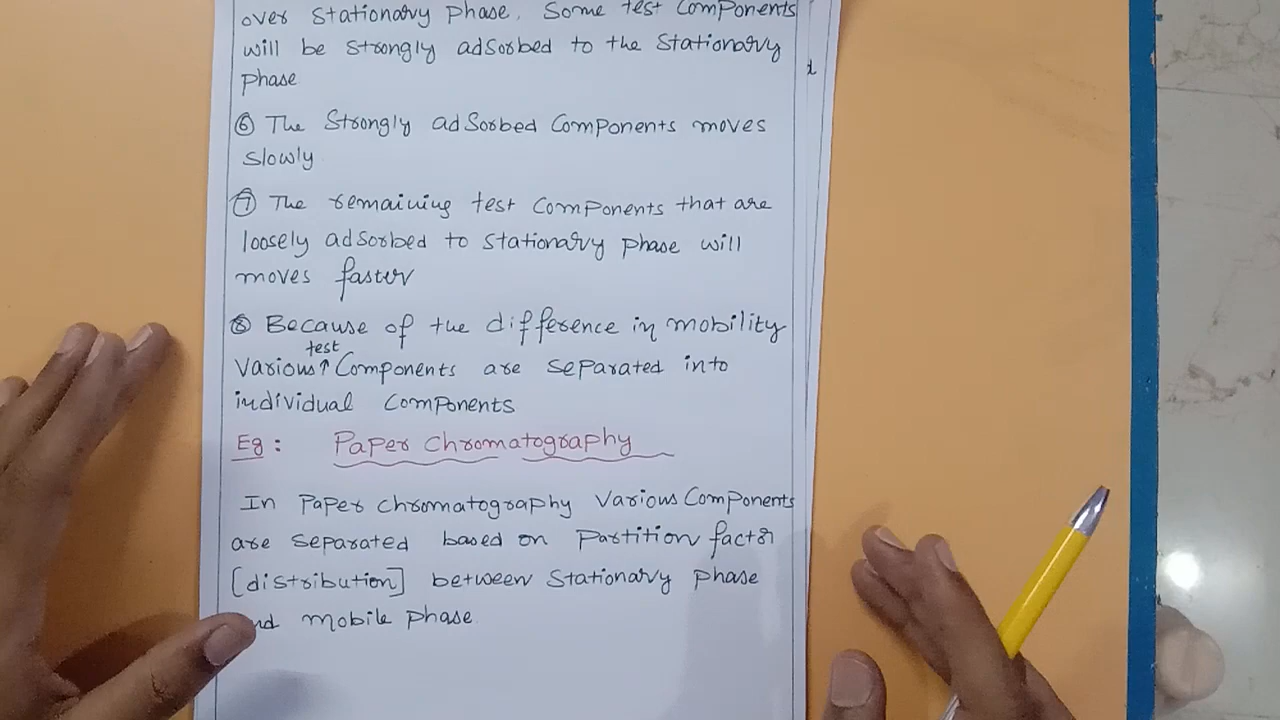 over stationary phase. Some test components
will be strongly adsorbed to the stationary
phase
⑥ The strongly adsorbed components moves
slowly
⑦ The remaining test components that are
loosely adsorbed to stationary phase will
moves faster
⑧ Because of the difference in mobility
various ↑ test components are separated into
individual components
Eg : Paper chromatography
In paper chromatography various components
are separated based on partition factor
[distribution] between stationary phase
and mobile phase